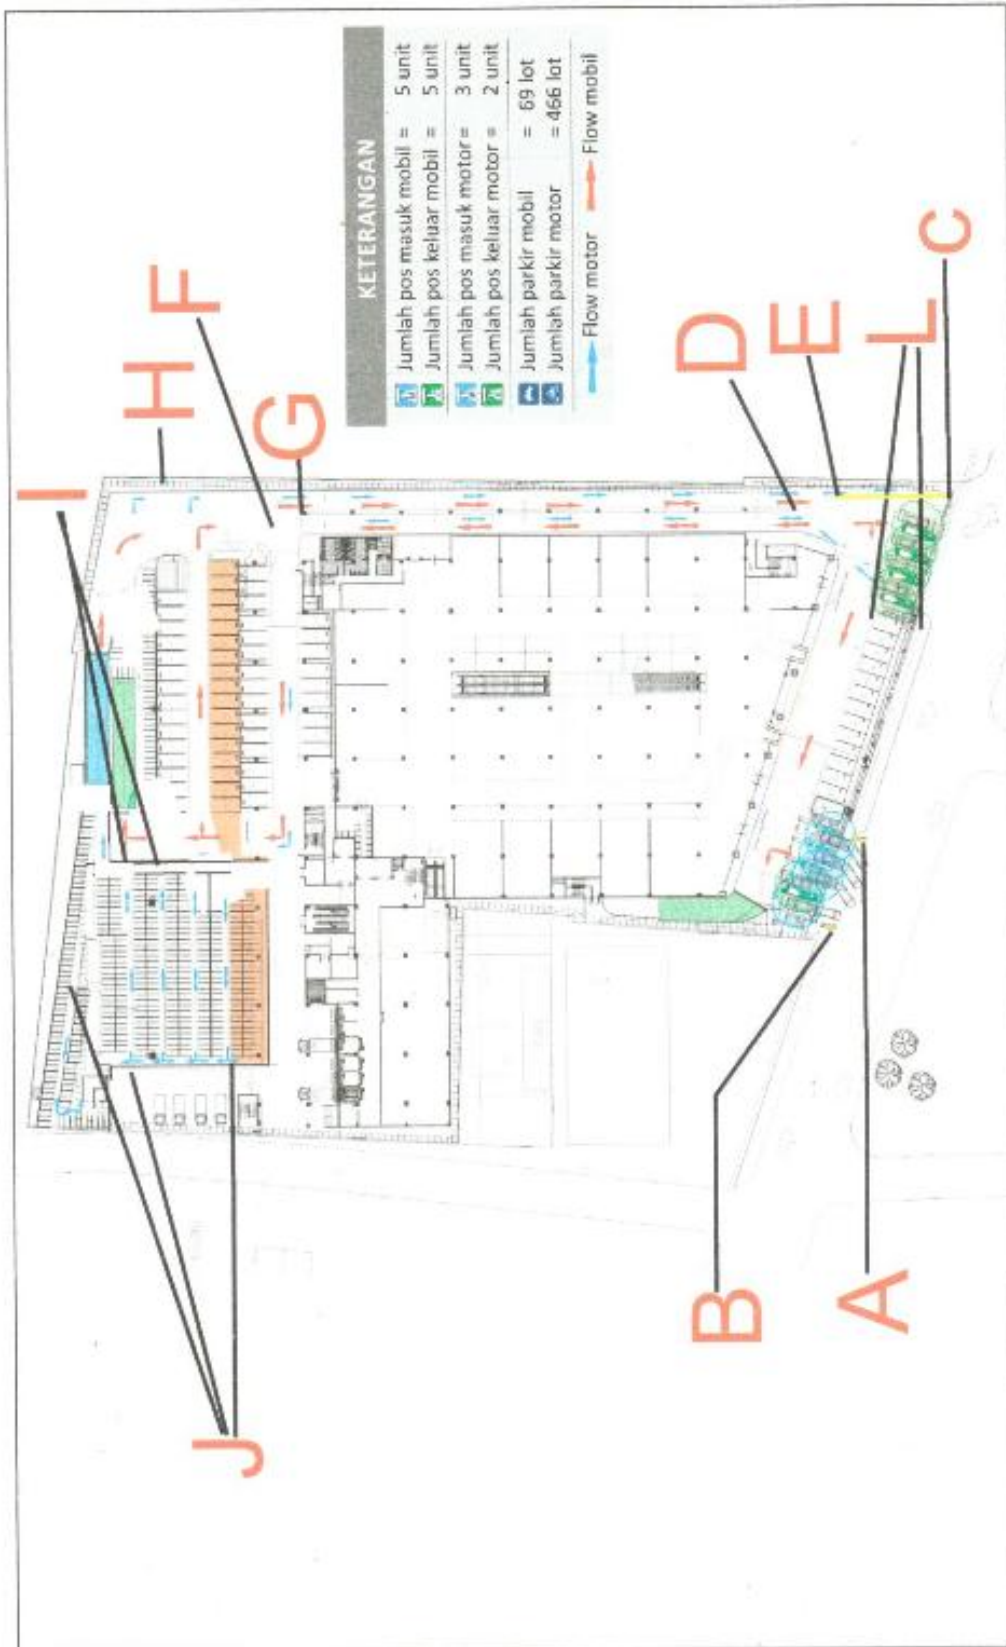 I
H
F
J
G
KETERANGAN
Jumlah pos masuk mobil = 5 unit
Jumlah pos keluar mobil = 5 unit
Jumlah pos masuk motor = 3 unit
Jumlah pos keluar motor = 2 unit
Jumlah parkir mobil = 69 lot
Jumlah parkir motor = 466 lot
Flow motor Flow mobil
D
B
E
A
L
C